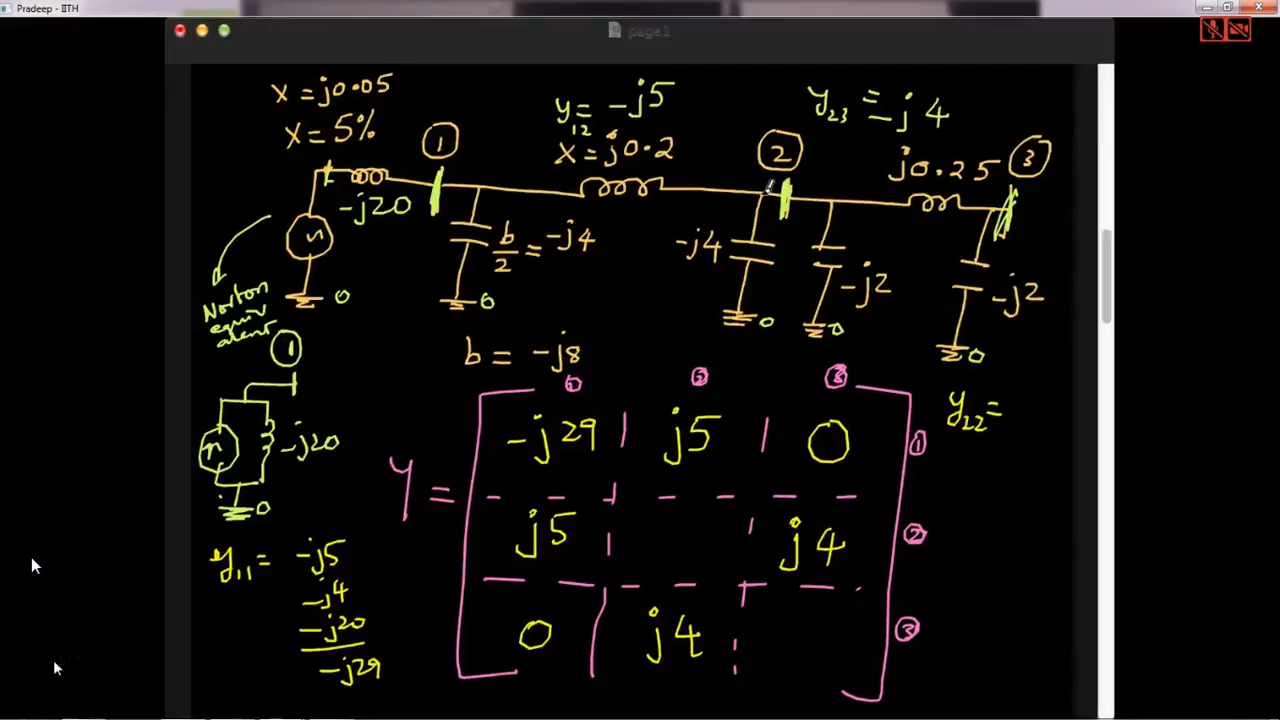 Pradeep - IITH
page1
x = j0.05
x = 5%
-j20
1
y12 = -j5
x = j0.2
2
y23 = -j4
j0.25
3
n
0
b/2 = -j4
0
-j4
0
-j2
0
-j2
0
Norton
equiv
alent
1
n
-j20
0
b = -j8
1 2 3
Y =
-j29 j5 0 1
j5 j4 2
0 j4 3
y22 =
y11 = -j5
-j4
-j20
-j29